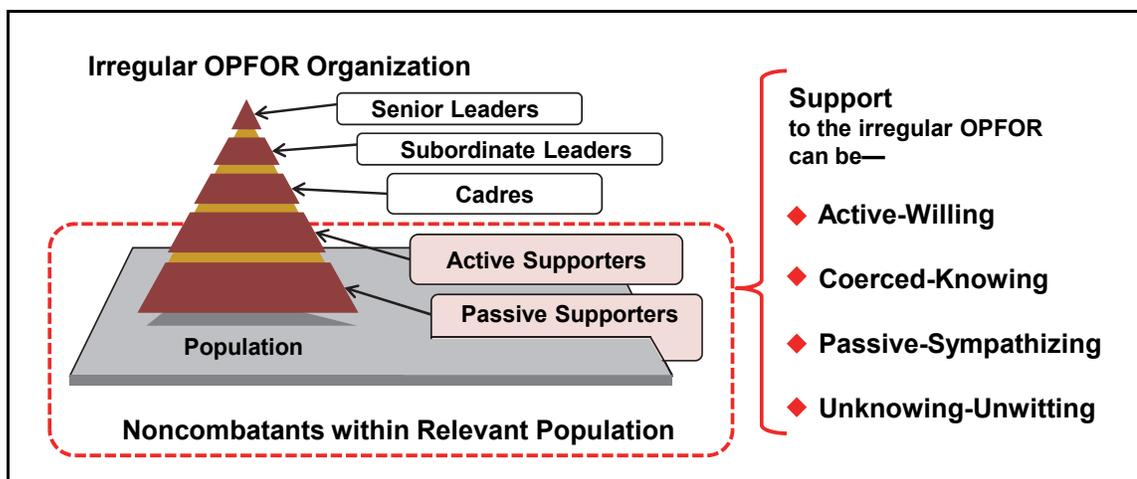 Irregular OPFOR Organization
Senior Leaders
Subordinate Leaders
Cadres
Active Supporters
Passive Supporters
Population
Noncombatants within Relevant Population
Support
to the irregular OPFOR
can be—
Active-Willing
Coerced-Knowing
Passive-Sympathizing
Unknowing-Unwitting